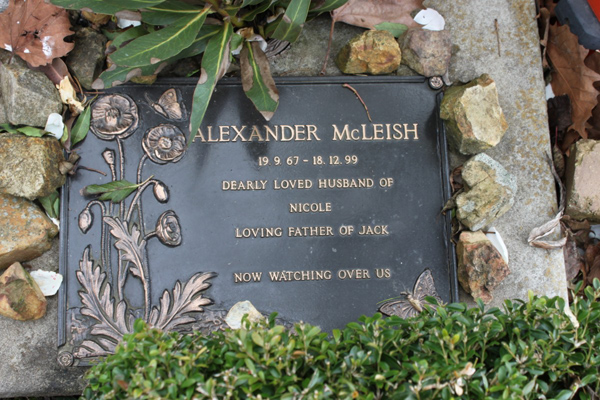 ALEXANDER McLEISH
19.9.67 - 18.12.99
DEARLY LOVED HUSBAND OF
NICOLE
LOVING FATHER OF JACK
NOW WATCHING OVER US